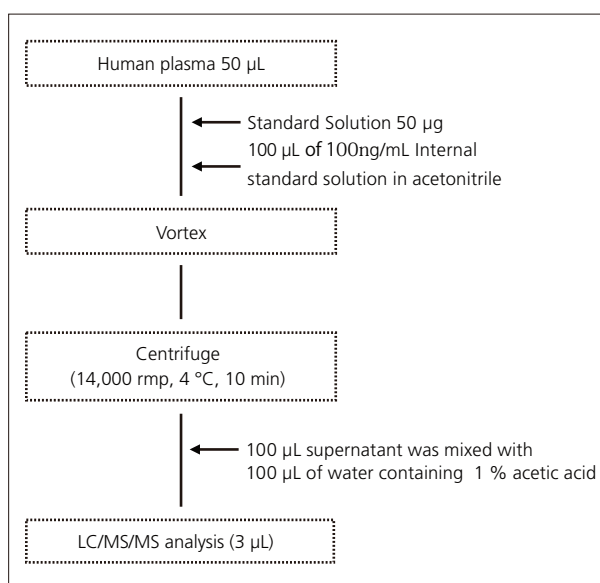 Human plasma 50 µL
Standard Solution 50 µg
100 µL of 100ng/mL Internal
standard solution in acetonitrile
Vortex
Centrifuge
(14,000 rmp, 4 °C, 10 min)
100 µL supernatant was mixed with
100 µL of water containing 1 % acetic acid
LC/MS/MS analysis (3 µL)